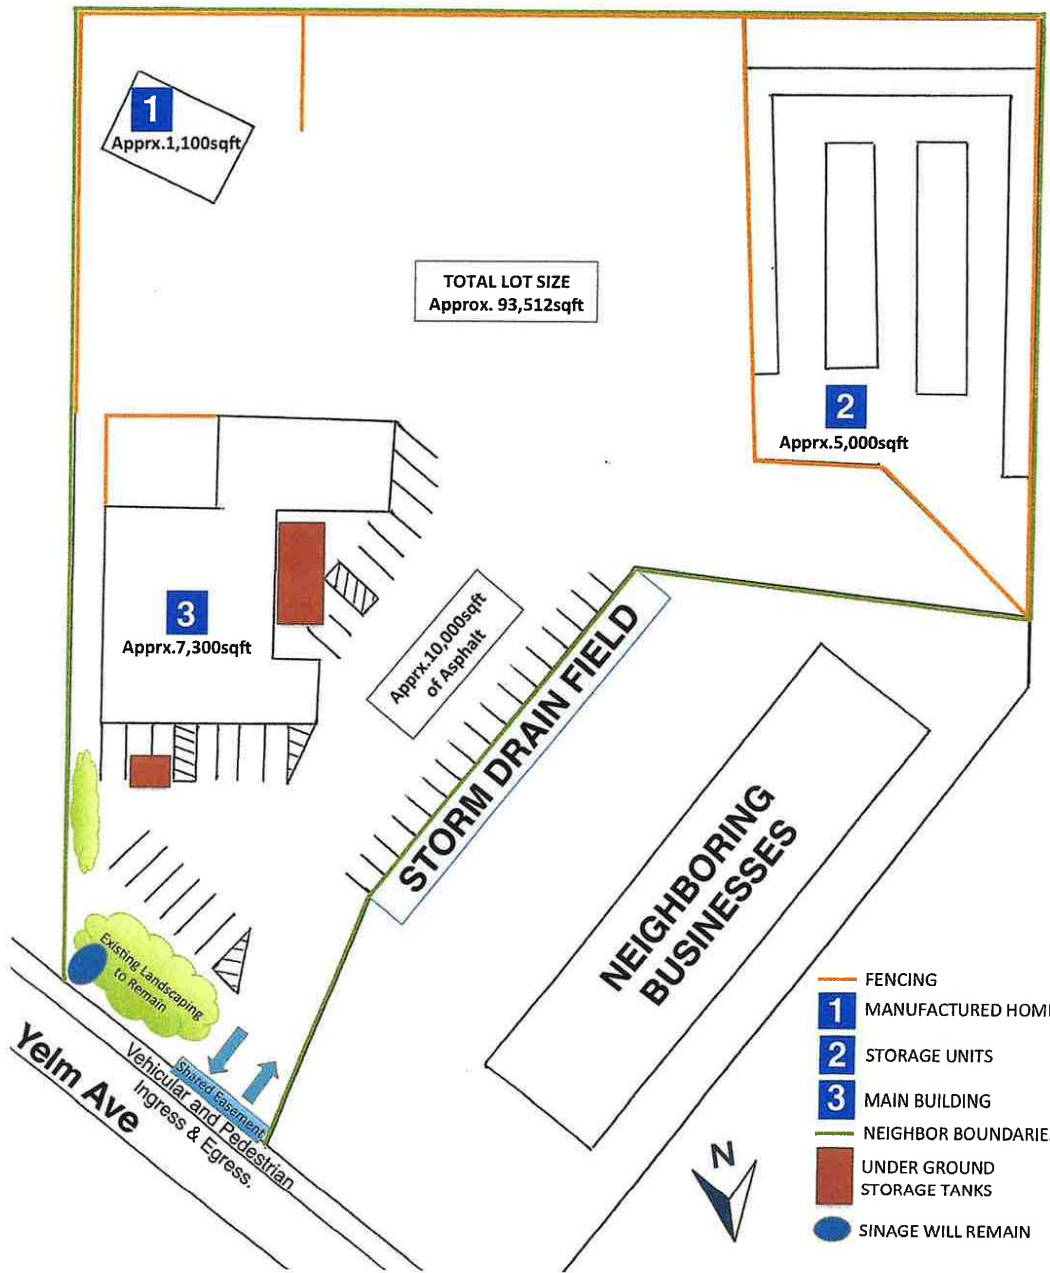 1
Apprx.1,100sqft
TOTAL LOT SIZE
Approx. 93,512sqft
2
Apprx.5,000sqft
3
Apprx.7,300sqft
Apprx.10,000sqft
of Asphalt
STORM DRAIN FIELD
NEIGHBORING
BUSINESSES
Existing Landscaping
to Remain
Shared Easement
Vehicular and Pedestrian
Ingress & Egress.
Yelm Ave
N
FENCING
1 MANUFACTURED HOME
2 STORAGE UNITS
3 MAIN BUILDING
NEIGHBOR BOUNDARIE.
UNDER GROUND
STORAGE TANKS
SINAGE WILL REMAIN